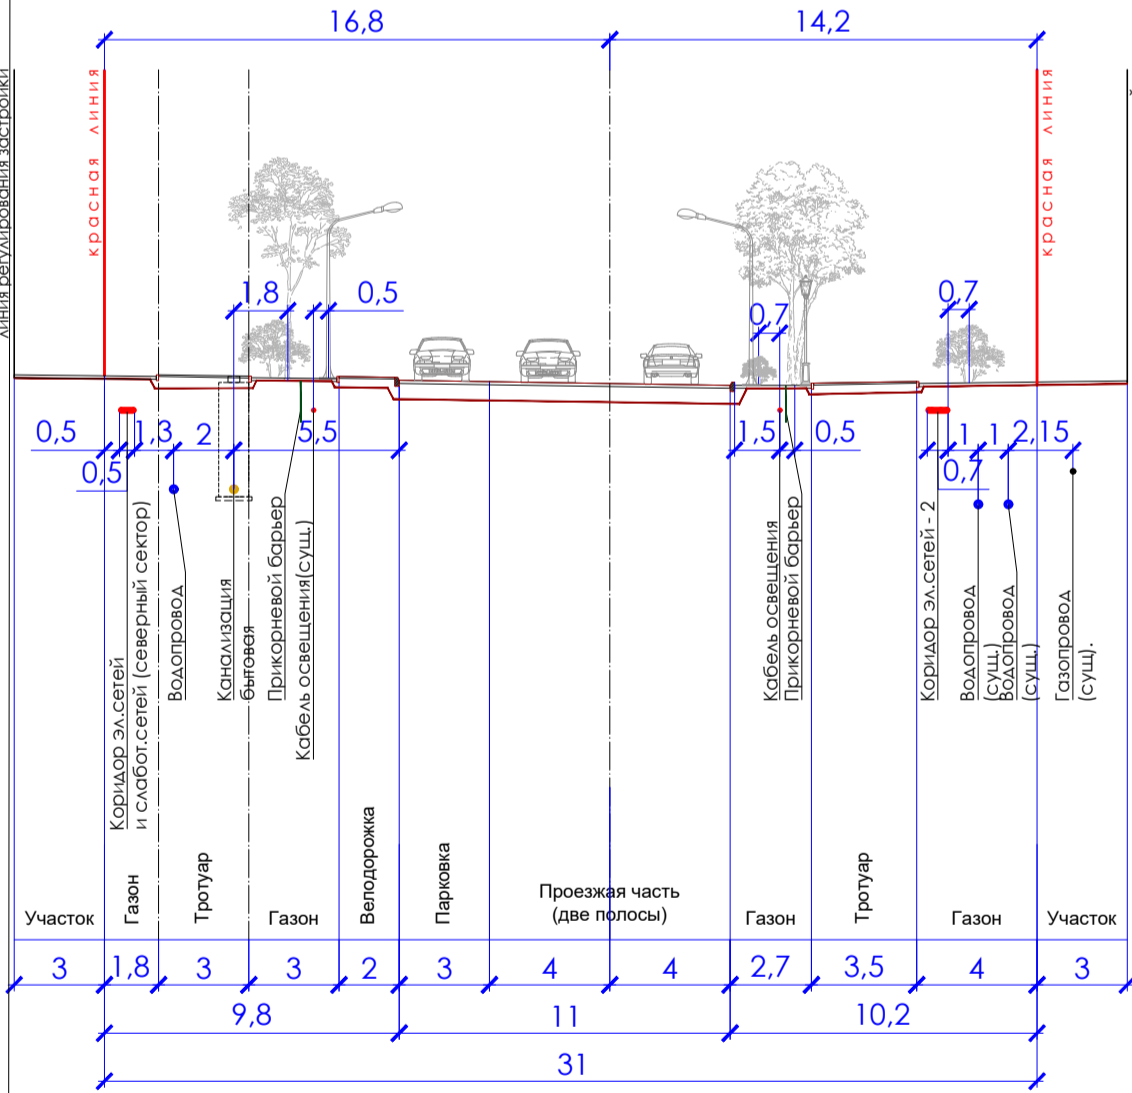 16,8
14,2
линия регулирования застройки
красная линия
красная линия
1,8
0,5
0,7
0,7
0,5
1,3
2
5,5
1,5
0,5
1
1
2,15
0,5
0,7
Коридор эл.сетей
и слабот.сетей (северный сектор)
Водопровод
Канализация
бытовая
Прикорневой барьер
Кабель освещения(сущ.)
Кабель освещения
Прикорневой барьер
Коридор эл.сетей - 2
Водопровод
(сущ.)
Водопровод
(сущ.)
Газопровод
(сущ).
Участок
Газон
Тротуар
Газон
Велодорожка
Парковка
Проезжая часть
(две полосы)
Газон
Тротуар
Газон
Участок
3
1,8
3
3
2
3
4
4
2,7
3,5
4
3
9,8
11
10,2
31